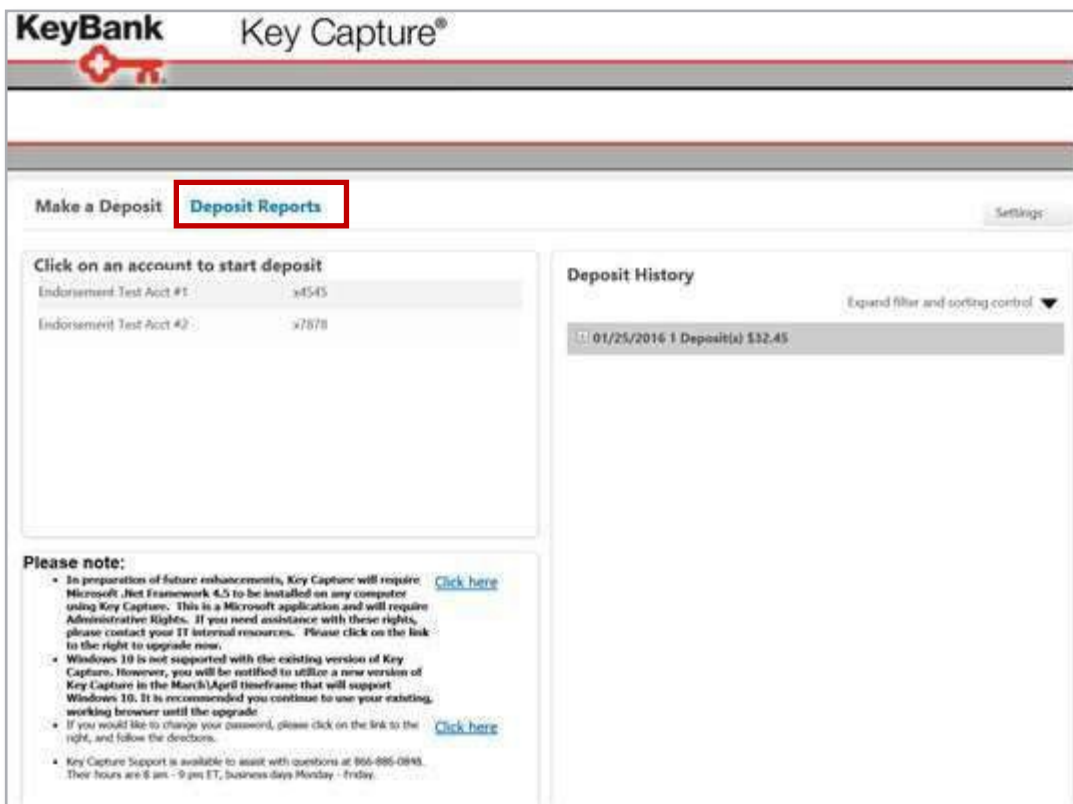 KeyBank
Key Capture®
Make a Deposit
Deposit Reports
Settings
Click on an account to start deposit
Endorsement Test Acct #1 x4545
Endorsement Test Acct #2 x7878
Deposit History
Expand filter and sorting control
01/25/2016 1 Deposit(s) $32.45
Please note:
• In preparation of future enhancements, Key Capture will require
Microsoft .Net Framework 4.5 to be installed on any computer
using Key Capture. This is a Microsoft application and will require
Administrative Rights. If you need assistance with these rights,
please contact your IT internal resources. Please click on the link
to the right to upgrade now.
Click here
• Windows 10 is not supported with the existing version of Key
Capture. However, you will be notified to utilize a new version of
Key Capture in the March\April timeframe that will support
Windows 10. It is recommended you continue to use your existing,
working browser until the upgrade
• If you would like to change your password, please click on the link to the
right, and follow the directions.
Click here
• Key Capture Support is available to assist with questions at 866-886-0848.
Their hours are 8 am - 9 pm ET, business days Monday - Friday.